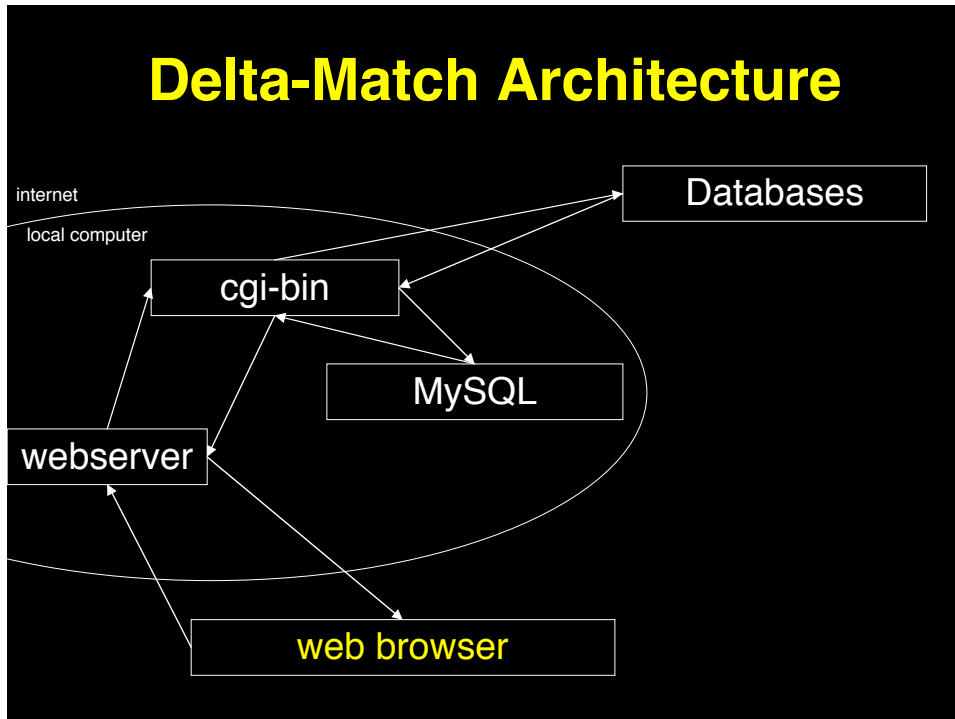 Delta-Match Architecture
internet
Databases
local computer
cgi-bin
MySQL
webserver
web browser